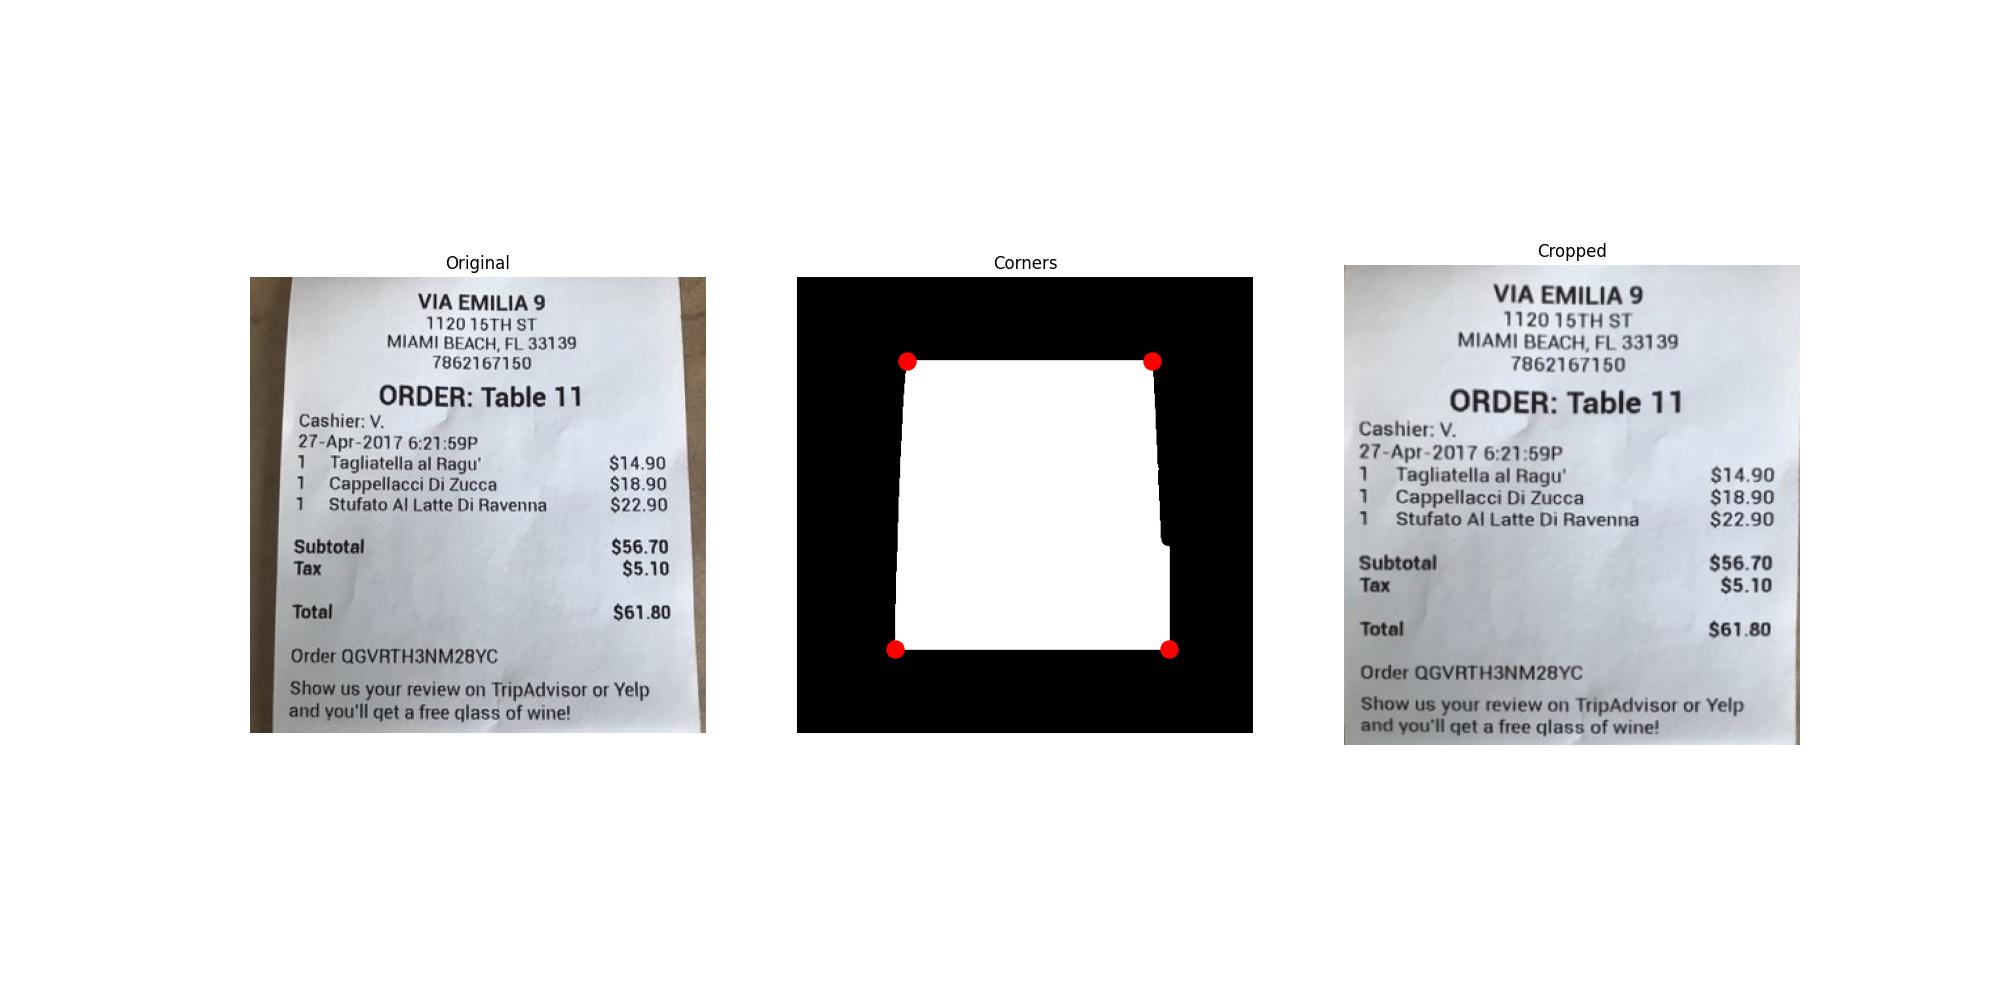 Original
VIA EMILIA 9
1120 15TH ST
MIAMI BEACH, FL 33139
7862167150
ORDER: Table 11
Cashier: V.
27-Apr-2017 6:21:59P
1 Tagliatella al Ragu' $14.90
1 Cappellacci Di Zucca $18.90
1 Stufato Al Latte Di Ravenna $22.90
Subtotal $56.70
Tax $5.10
Total $61.80
Order QGVRTH3NM28YC
Show us your review on TripAdvisor or Yelp
and you'll get a free glass of wine!
Corners
Cropped
VIA EMILIA 9
1120 15TH ST
MIAMI BEACH, FL 33139
7862167150
ORDER: Table 11
Cashier: V.
27-Apr-2017 6:21:59P
1 Tagliatella al Ragu' $14.90
1 Cappellacci Di Zucca $18.90
1 Stufato Al Latte Di Ravenna $22.90
Subtotal $56.70
Tax $5.10
Total $61.80
Order QGVRTH3NM28YC
Show us your review on TripAdvisor or Yelp
and you'll get a free glass of wine!